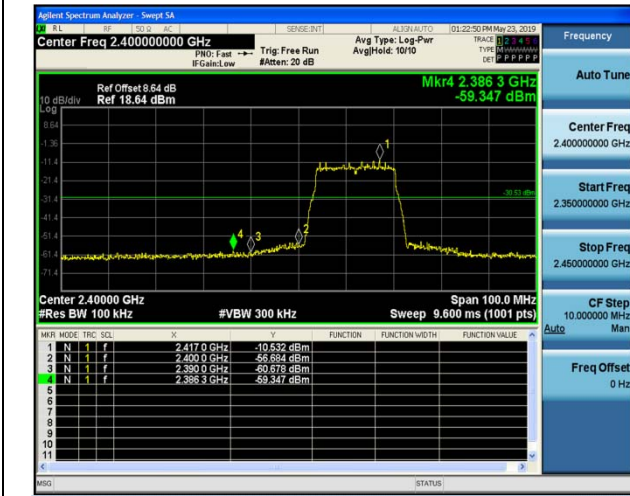 Agilent Spectrum Analyzer - Swept SA
RL RF 50 Ω AC SENSE:INT ALIGN AUTO 01:22:50 PM May 23, 2019
Center Freq 2.400000000 GHz
PNO: Fast
IFGain:Low
Trig: Free Run
#Atten: 20 dB
Avg Type: Log-Pwr
Avg|Hold: 10/10
TRACE 1 2 3 4 5 6
TYPE M
DET P P P P P P
Frequency
Auto Tune
Center Freq
2.400000000 GHz
Start Freq
2.350000000 GHz
Stop Freq
2.450000000 GHz
CF Step
10.000000 MHz
Auto Man
Freq Offset
0 Hz
Mkr4 2.386 3 GHz
-59.347 dBm
Ref Offset 8.64 dB
Ref 18.64 dBm
10 dB/div
Log
8.64
-1.36
-11.4
-21.4
-31.4
-41.4
-51.4
-61.4
-71.4
-30.53 dBm
1
2
3
4
Center 2.40000 GHz Span 100.0 MHz
#Res BW 100 kHz #VBW 300 kHz Sweep 9.600 ms (1001 pts)
MKR MODE TRC SCL X Y FUNCTION FUNCTION WIDTH FUNCTION VALUE
1 N 1 f 2.417 0 GHz -10.532 dBm
2 N 1 f 2.400 0 GHz -56.684 dBm
3 N 1 f 2.390 0 GHz -60.678 dBm
4 N 1 f 2.386 3 GHz -59.347 dBm
5
6
7
8
9
10
11
MSG STATUS